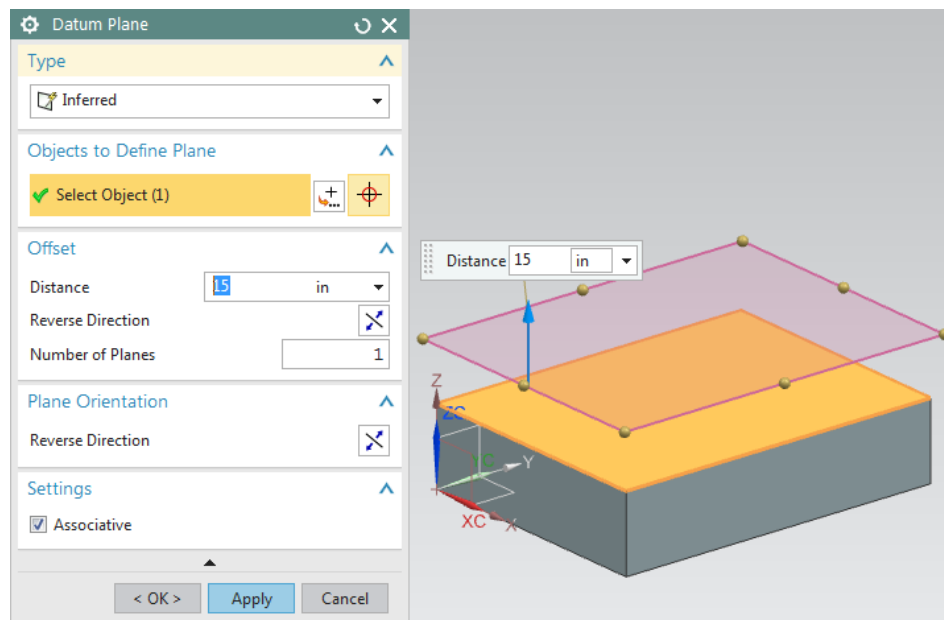 Datum Plane
Type
Inferred
Objects to Define Plane
Select Object (1)
Offset
Distance 15 in
Reverse Direction
Number of Planes 1
Plane Orientation
Reverse Direction
Settings
Associative
< OK > Apply Cancel
Distance 15 in
Z
ZC
YC
Y
XC
X